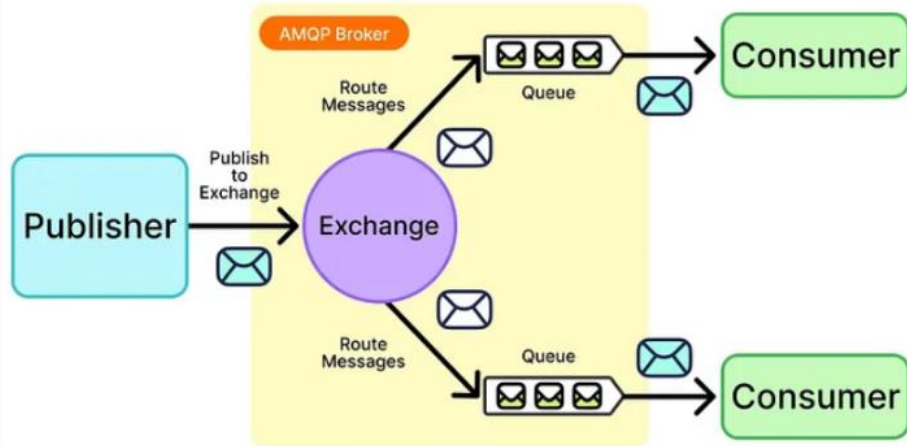 AMQP Broker
Route
Messages
Queue
Consumer
Publish
to
Exchange
Publisher
Exchange
Route
Messages
Queue
Consumer